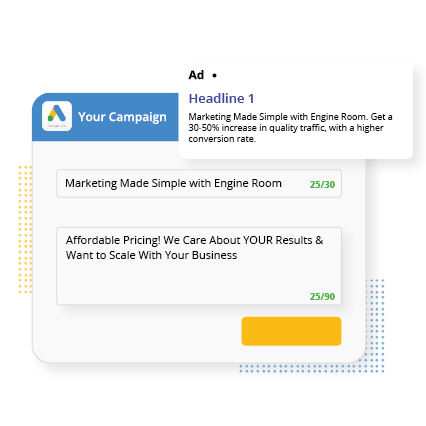 Ad •
Headline 1
Marketing Made Simple with Engine Room. Get a
30-50% increase in quality traffic, with a higher
conversion rate.
Your Campaign
Marketing Made Simple with Engine Room
25/30
Affordable Pricing! We Care About YOUR Results &
Want to Scale With Your Business
25/90